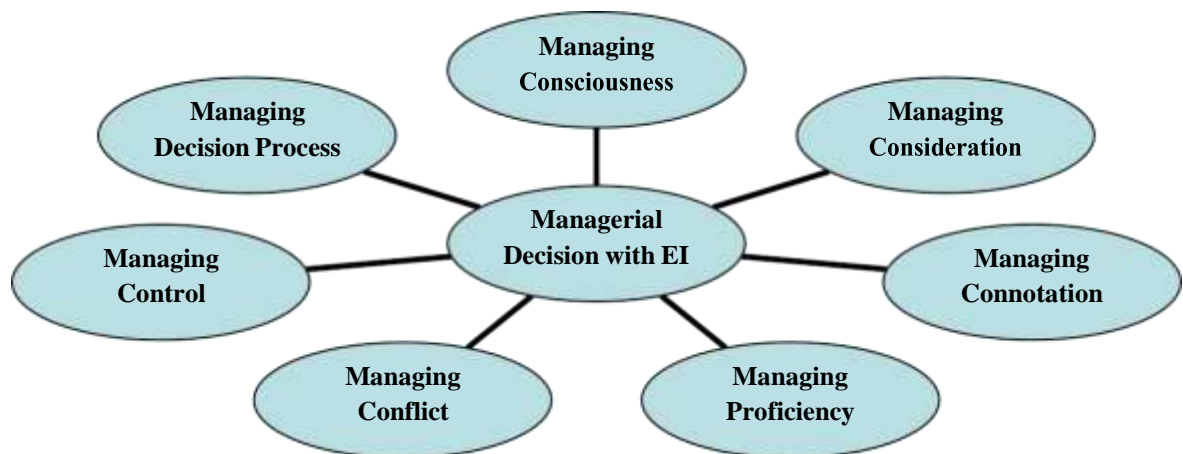 Managing
Consciousness
Managing
Decision Process
Managing
Consideration
Managerial
Decision with EI
Managing
Control
Managing
Connotation
Managing
Conflict
Managing
Proficiency